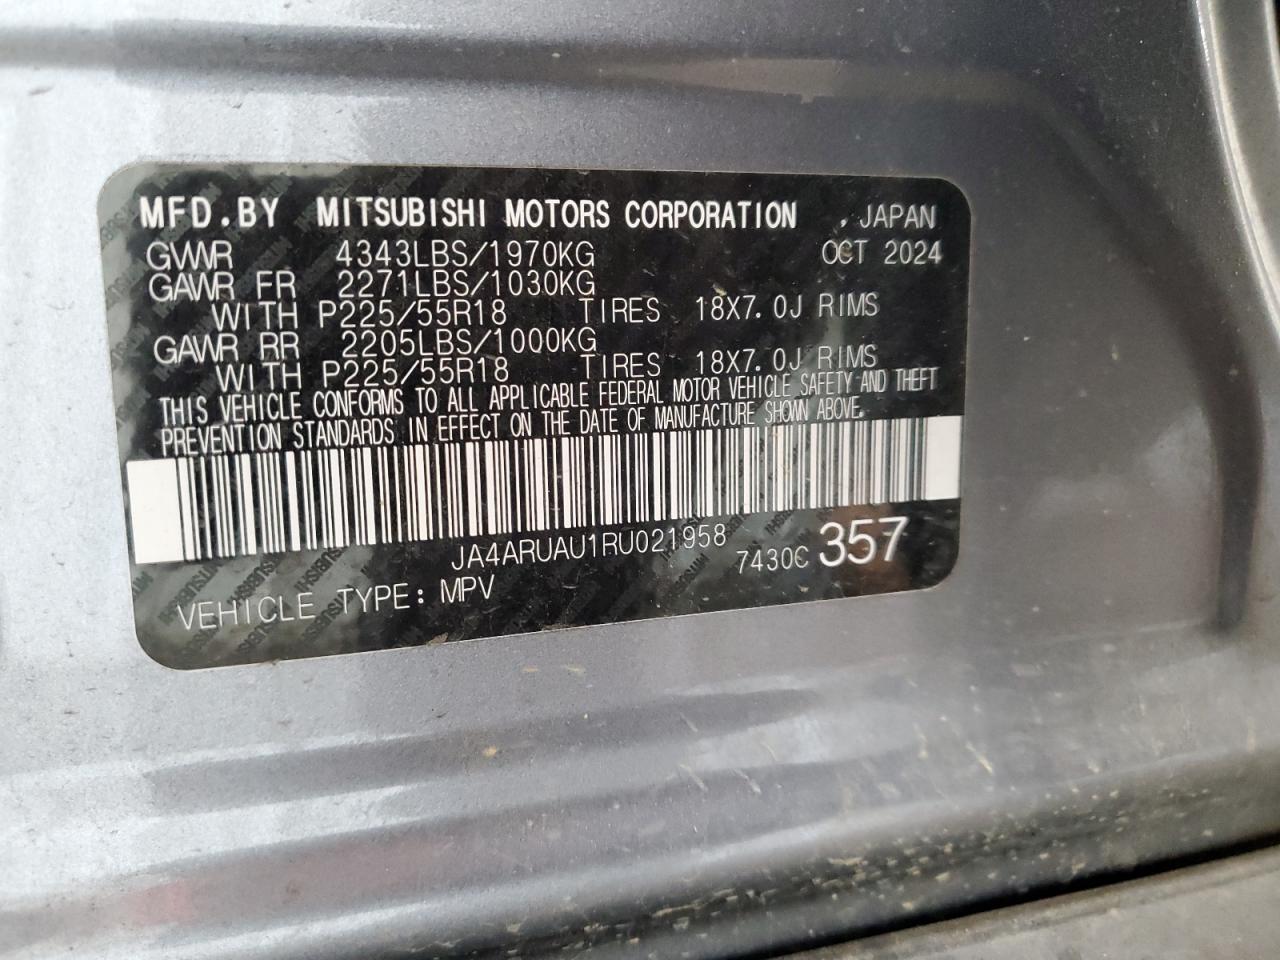 MFD.BY MITSUBISHI MOTORS CORPORATION , JAPAN
GVWR 4343LBS/1970KG OCT 2024
GAWR FR 2271LBS/1030KG
WITH P225/55R18 TIRES 18X7.0J RIMS
GAWR RR 2205LBS/1000KG
WITH P225/55R18 TIRES 18X7.0J RIMS
THIS VEHICLE CONFORMS TO ALL APPLICABLE FEDERAL MOTOR VEHICLE SAFETY AND THEFT
PREVENTION STANDARDS IN EFFECT ON THE DATE OF MANUFACTURE SHOWN ABOVE.
JA4ARUAU1RU021958
7430C 357
VEHICLE TYPE: MPV